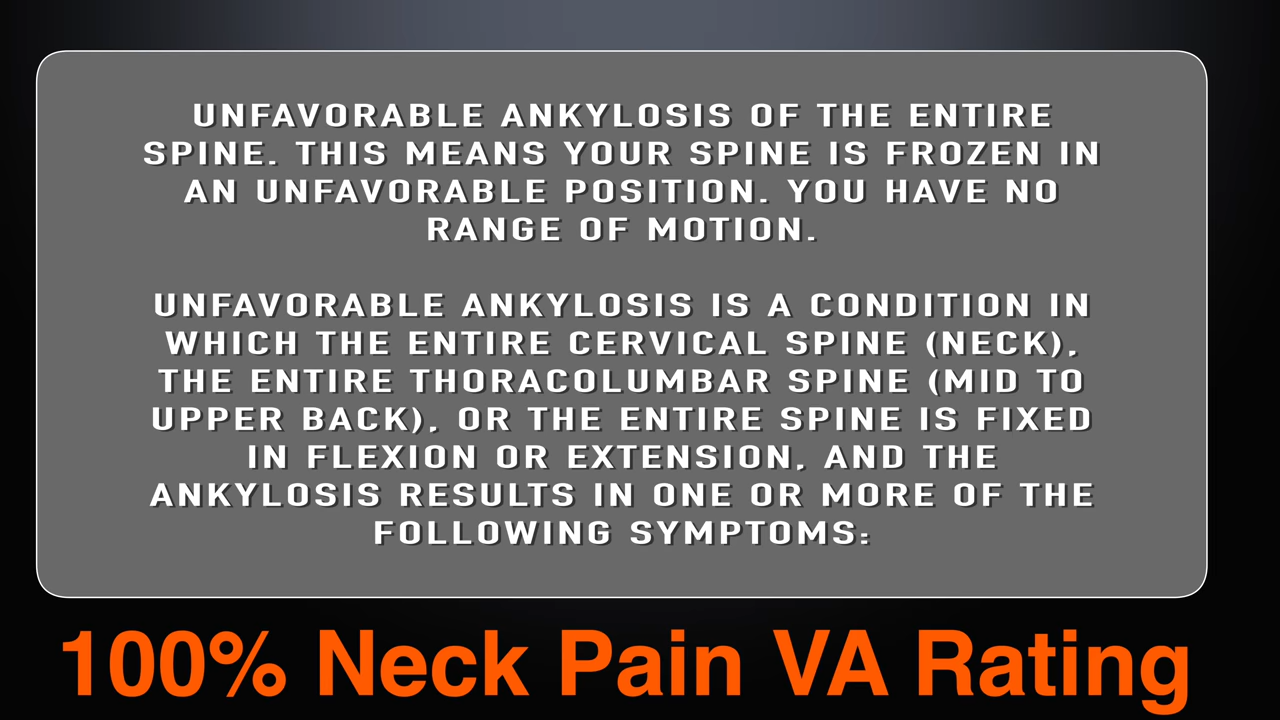 UNFAVORABLE ANKYLOSIS OF THE ENTIRE
SPINE. THIS MEANS YOUR SPINE IS FROZEN IN
AN UNFAVORABLE POSITION. YOU HAVE NO
RANGE OF MOTION.
UNFAVORABLE ANKYLOSIS IS A CONDITION IN
WHICH THE ENTIRE CERVICAL SPINE (NECK),
THE ENTIRE THORACOLUMBAR SPINE (MID TO
UPPER BACK), OR THE ENTIRE SPINE IS FIXED
IN FLEXION OR EXTENSION, AND THE
ANKYLOSIS RESULTS IN ONE OR MORE OF THE
FOLLOWING SYMPTOMS:
100% Neck Pain VA Rating